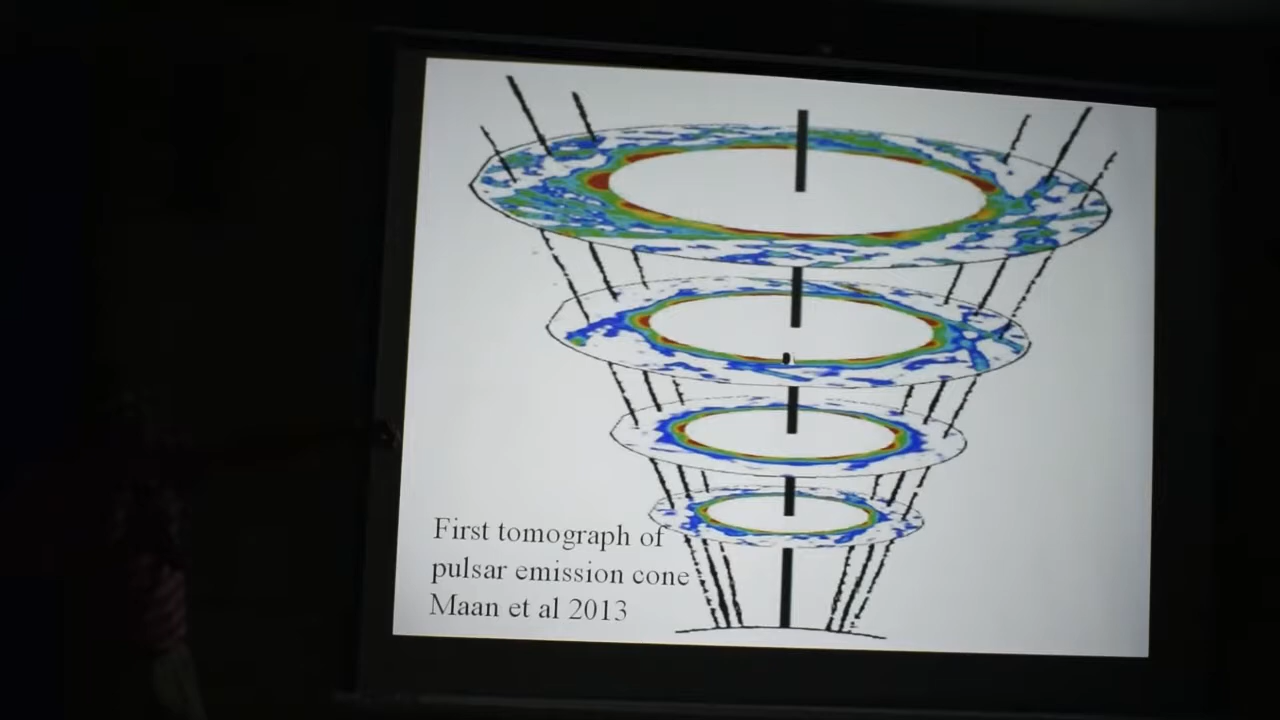 First tomograph of
pulsar emission cone
Maan et al 2013